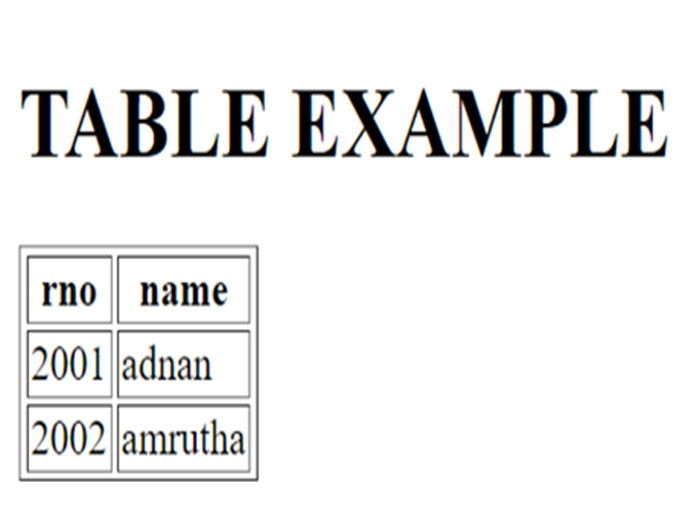 TABLE EXAMPLE
rno name
2001 adnan
2002 amrutha